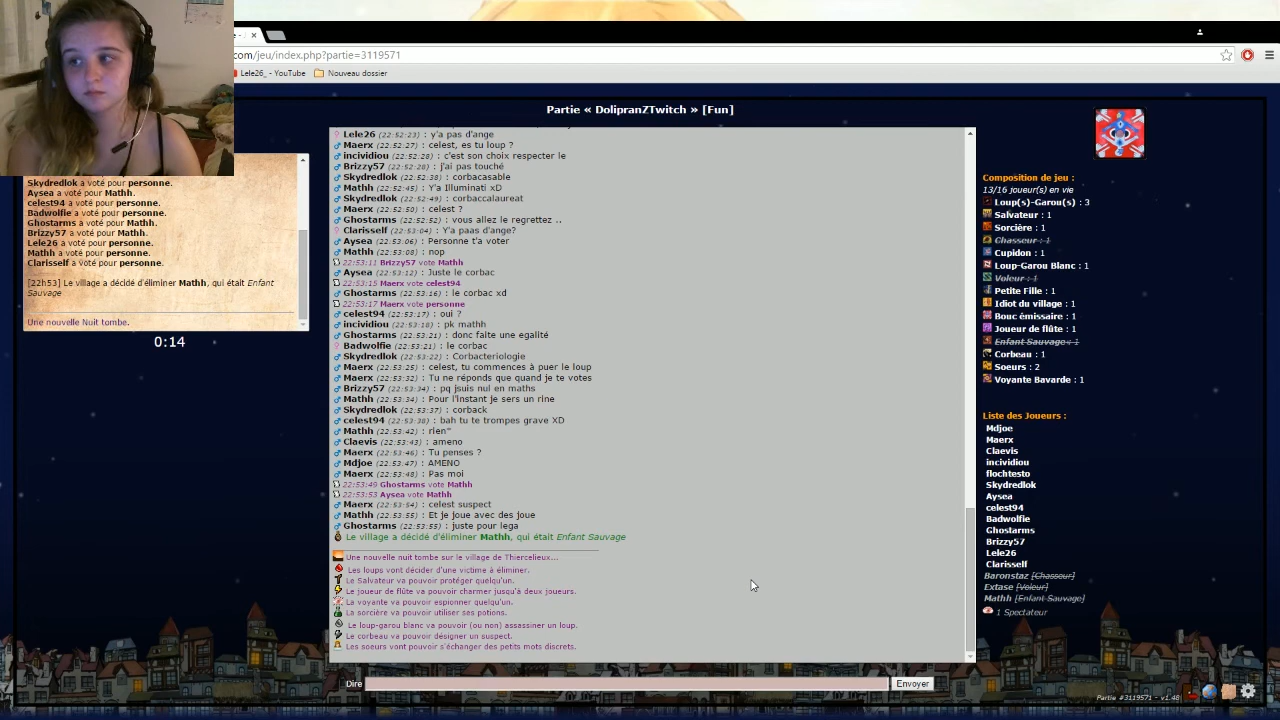 .com/jeu/index.php?partie=3119571
Lele26_ - YouTube
Nouveau dossier
Partie « DolipranZTwitch » [Fun]
Skydredlok a voté pour personne.
Aysea a voté pour Mathh.
celest94 a voté pour personne.
Badwolfie a voté pour personne.
Ghostarms a voté pour Mathh.
Brizzy57 a voté pour Mathh.
Lele26 a voté pour personne.
Mathh a voté pour personne.
Clarisself a voté pour personne.
[22h53] Le village a décidé d'éliminer Mathh, qui était Enfant
Sauvage
Une nouvelle Nuit tombe.
0:14
Lele26 (22:52:23) : y'a pas d'ange
Maerx (22:52:27) : celest, es tu loup ?
incividiou (22:52:28) : c'est son choix respecter le
Brizzy57 (22:52:28) : j'ai pas touché
Skydredlok (22:52:38) : corbacasable
Mathh (22:52:45) : Y'a Illuminati xD
Skydredlok (22:52:49) : corbaccalaureat
Maerx (22:52:50) : celest ?
Ghostarms (22:52:52) : vous allez le regrettez ..
Clarisself (22:53:04) : Y'a paas d'ange?
Aysea (22:53:06) : Personne t'a voter
Mathh (22:53:08) : nop
22:53:11 Brizzy57 vote Mathh
Aysea (22:53:12) : Juste le corbac
22:53:15 Maerx vote celest94
Ghostarms (22:53:16) : le corbac xd
22:53:17 Maerx vote personne
celest94 (22:53:17) : oui ?
incividiou (22:53:18) : pk mathh
Ghostarms (22:53:21) : donc faite une egalité
Badwolfie (22:53:21) : le corbac
Skydredlok (22:53:22) : Corbacteriologie
Maerx (22:53:25) : celest, tu commences à puer le loup
Maerx (22:53:32) : Tu ne réponds que quand je te votes
Brizzy57 (22:53:34) : pq jsuis nul en maths
Mathh (22:53:34) : Pour l'instant je sers un rine
Skydredlok (22:53:37) : corback
celest94 (22:53:38) : bah tu te trompes grave XD
Mathh (22:53:42) : rien"
Claevis (22:53:43) : ameno
Maerx (22:53:46) : Tu penses ?
Mdjoe (22:53:47) : AMENO
Maerx (22:53:48) : Pas moi
22:53:49 Ghostarms vote Mathh
22:53:53 Aysea vote Mathh
Maerx (22:53:54) : celest suspect
Mathh (22:53:55) : Et je joue avec des joue
Ghostarms (22:53:55) : juste pour lega
Le village a décidé d'éliminer Mathh, qui était Enfant Sauvage
Une nouvelle nuit tombe sur le village de Thiercelieux...
Les loups vont décider d'une victime à éliminer.
Le Salvateur va pouvoir protéger quelqu'un.
Le joueur de flûte va pouvoir charmer jusqu'à deux joueurs.
La voyante va pouvoir espionner quelqu'un.
La sorcière va pouvoir utiliser ses potions.
Le loup-garou blanc va pouvoir (ou non) assassiner un loup.
Le corbeau va pouvoir désigner un suspect.
Les soeurs vont pouvoir s'échanger des petits mots discrets.
Dire
Envoyer
Composition de jeu :
13/16 joueur(s) en vie
Loup(s)-Garou(s) : 3
Salvateur : 1
Sorcière : 1
Chasseur : 1
Cupidon : 1
Loup-Garou Blanc : 1
Voleur : 1
Petite Fille : 1
Idiot du village : 1
Bouc émissaire : 1
Joueur de flûte : 1
Enfant Sauvage : 1
Corbeau : 1
Soeurs : 2
Voyante Bavarde : 1
Liste des Joueurs :
Mdjoe
Maerx
Claevis
incividiou
flochtesto
Skydredlok
Aysea
celest94
Badwolfie
Ghostarms
Brizzy57
Lele26
Clarisself
Baronstaz [Chasseur]
Extase [Voleur]
Mathh [Enfant Sauvage]
1 Spectateur
Partie #3119571 - v1.48